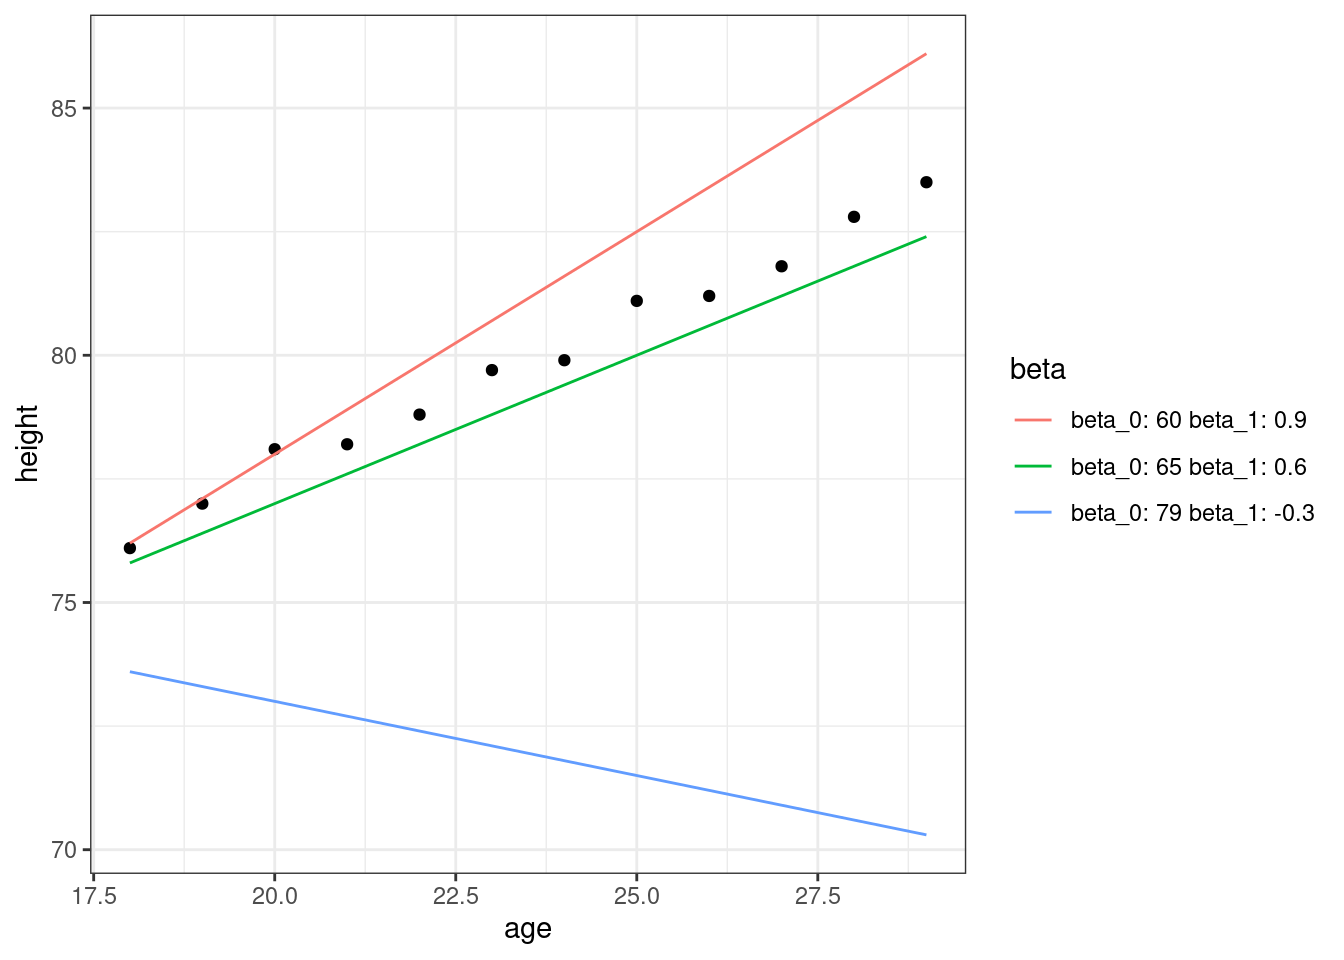 85
80
75
70
17.5 20.0 22.5 25.0 27.5
age
height
beta
beta_0: 60 beta_1: 0.9
beta_0: 65 beta_1: 0.6
beta_0: 79 beta_1: -0.3